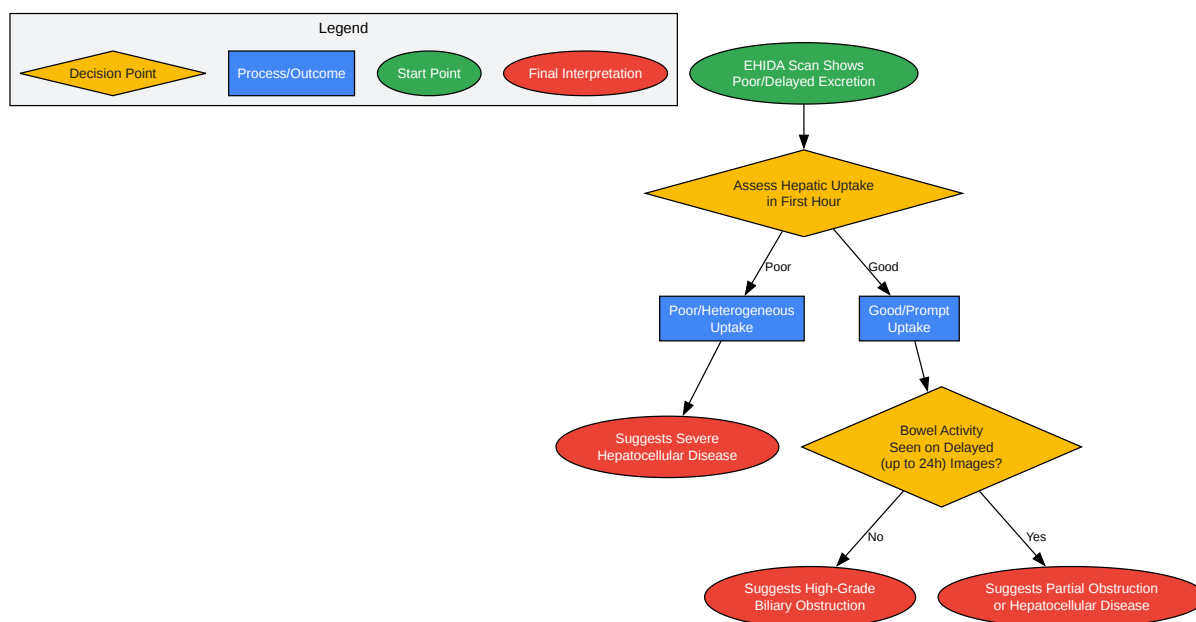 Legend
Decision Point
Process/Outcome
Start Point
Final Interpretation
EHIDA Scan Shows
Poor/Delayed Excretion
Assess Hepatic Uptake
in First Hour
Poor
Good
Poor/Heterogeneous
Uptake
Good/Prompt
Uptake
Suggests Severe
Hepatocellular Disease
Bowel Activity
Seen on Delayed
(up to 24h) Images?
No
Yes
Suggests High-Grade
Biliary Obstruction
Suggests Partial Obstruction
or Hepatocellular Disease